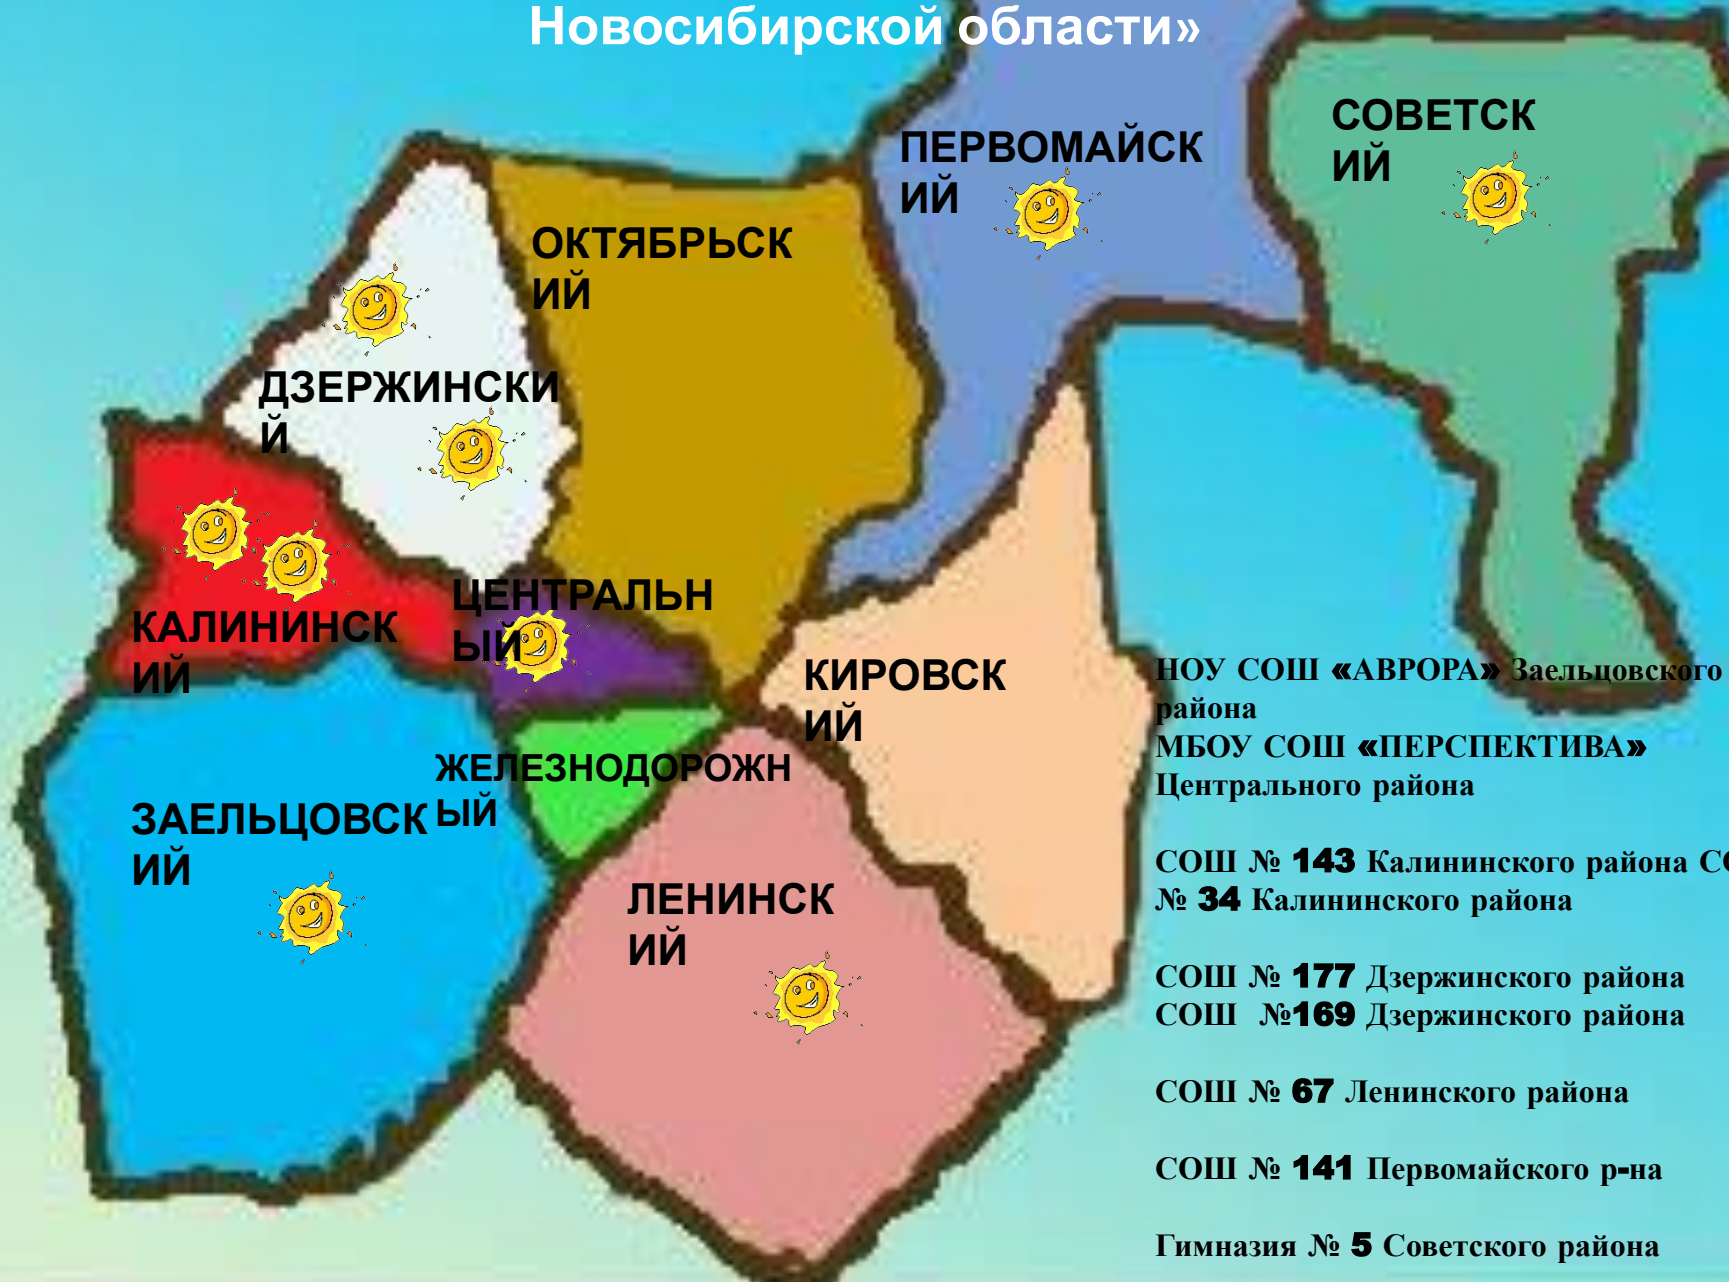 Новосибирской области»
СОВЕТСК
ИЙ
ПЕРВОМАЙСК
ИЙ
ОКТЯБРЬСК
ИЙ
ДЗЕРЖИНСКИ
Й
ЦЕНТРАЛЬН
ЫЙ
КАЛИНИНСК
ИЙ
КИРОВСК
ИЙ
ЖЕЛЕЗНОДОРОЖН
ЫЙ
ЗАЕЛЬЦОВСК
ИЙ
ЛЕНИНСК
ИЙ
НОУ СОШ «АВРОРА» Заельцовского
района
МБОУ СОШ «ПЕРСПЕКТИВА»
Центрального района
СОШ № 143 Калининского района
№ 34 Калининского района
СОШ № 177 Дзержинского района
СОШ №169 Дзержинского района
СОШ № 67 Ленинского района
СОШ № 141 Первомайского р-на
Гимназия № 5 Советского района